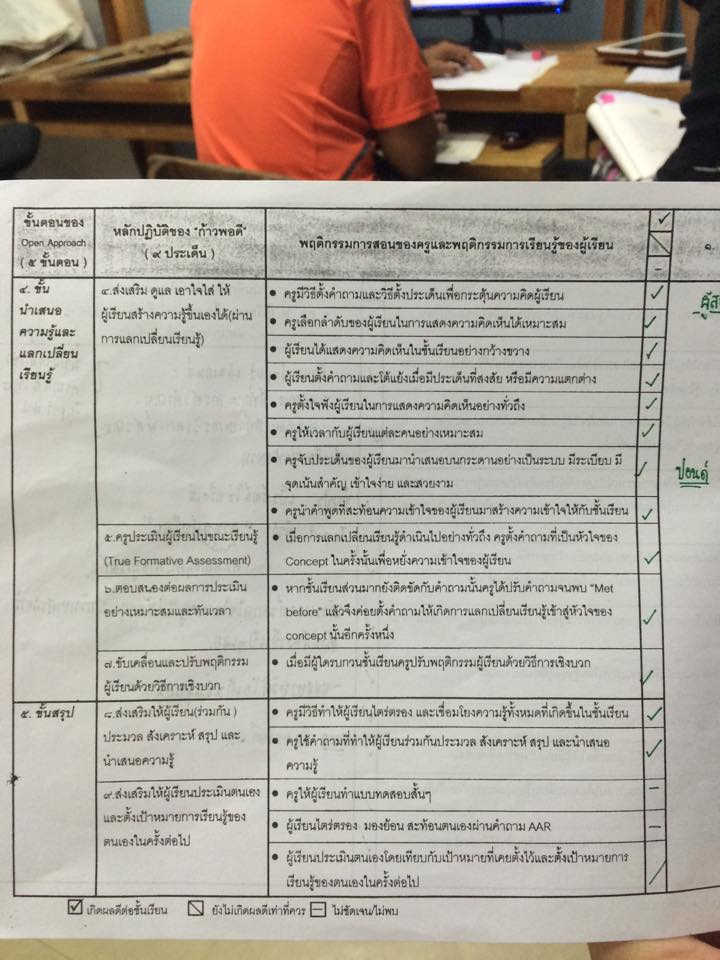 ขั้นตอนของ
Open Approach
( ๕ ขั้นตอน )
หลักปฏิบัติของ "ก้าวพอดี"
( ๙ ประเด็น )
พฤติกรรมการสอนของครูและพฤติกรรมการเรียนรู้ของผู้เรียน
๑.
๔. ขั้น
นำเสนอ
ความรู้และ
แลกเปลี่ยน
เรียนรู้
๔.ส่งเสริม ดูแล เอาใจใส่ ให้
ผู้เรียนสร้างความรู้ขึ้นเองได้(ผ่าน
การแลกเปลี่ยนเรียนรู้)
• ครูมีวิธีตั้งคำถามและวิธีตั้งประเด็นเพื่อกระตุ้นความคิดผู้เรียน
• ครูเลือกลำดับของผู้เรียนในการแสดงความคิดเห็นได้เหมาะสม
• ผู้เรียนได้แสดงความคิดเห็นในชั้นเรียนอย่างกว้างขวาง
• ผู้เรียนตั้งคำถามและโต้แย้งเมื่อมีประเด็นที่สงสัย หรือมีความแตกต่าง
• ครูตั้งใจฟังผู้เรียนในการแสดงความคิดเห็นอย่างทั่วถึง
• ครูให้เวลากับผู้เรียนแต่ละคนอย่างเหมาะสม
• ครูจับประเด็นของผู้เรียนมานำเสนอบนกระดานอย่างเป็นระบบ มีระเบียบ มี
จุดเน้นสำคัญ เข้าใจง่าย และสวยงาม
ปอนด์
• ครูนำคำพูดที่สะท้อนความเข้าใจของผู้เรียนมาสร้างความเข้าใจให้กับชั้นเรียน
๕.ครูประเมินผู้เรียนในขณะเรียนรู้
(True Formative Assessment)
• เมื่อการแลกเปลี่ยนเรียนรู้ดำเนินไปอย่างทั่วถึง ครูตั้งคำถามที่เป็นหัวใจของ
Concept ในครั้งนั้นเพื่อหยั่งความเข้าใจของผู้เรียน
๖.ตอบสนองต่อผลการประเมิน
อย่างเหมาะสมและทันเวลา
• หากชั้นเรียนส่วนมากยังติดขัดกับคำถามนั้นครูได้ปรับคำถามจนพบ "Met
before" แล้วจึงค่อยตั้งคำถามให้เกิดการแลกเปลี่ยนเรียนรู้เข้าสู่หัวใจของ
concept นั้นอีกครั้งหนึ่ง
๗.ขับเคลื่อนและปรับพฤติกรรม
ผู้เรียนด้วยวิธีการเชิงบวก
• เมื่อมีผู้ใดรบกวนชั้นเรียนครูปรับพฤติกรรมผู้เรียนด้วยวิธีการเชิงบวก
๕. ขั้นสรุป
๘.ส่งเสริมให้ผู้เรียน(ร่วมกัน )
ประมวล สังเคราะห์ สรุป และ
นำเสนอความรู้
• ครูมีวิธีทำให้ผู้เรียนไตร่ตรอง และเชื่อมโยงความรู้ทั้งหมดที่เกิดขึ้นในชั้นเรียน
• ครูใช้คำถามที่ทำให้ผู้เรียนร่วมกันประมวล สังเคราะห์ สรุป และนำเสนอ
ความรู้
๙.ส่งเสริมให้ผู้เรียนประเมินตนเอง
และตั้งเป้าหมายการเรียนรู้ของ
ตนเองในครั้งต่อไป
• ครูให้ผู้เรียนทำแบบทดสอบสั้นๆ
• ผู้เรียนไตร่ตรอง มองย้อน สะท้อนตนเองผ่านคำถาม AAR
• ผู้เรียนประเมินตนเองโดยเทียบกับเป้าหมายที่เคยตั้งไว้และตั้งเป้าหมายการ
เรียนรู้ของตนเองในครั้งต่อไป
เกิดผลดีต่อชั้นเรียน ยังไม่เกิดผลดีเท่าที่ควร ไม่ชัดเจน/ไม่พบ